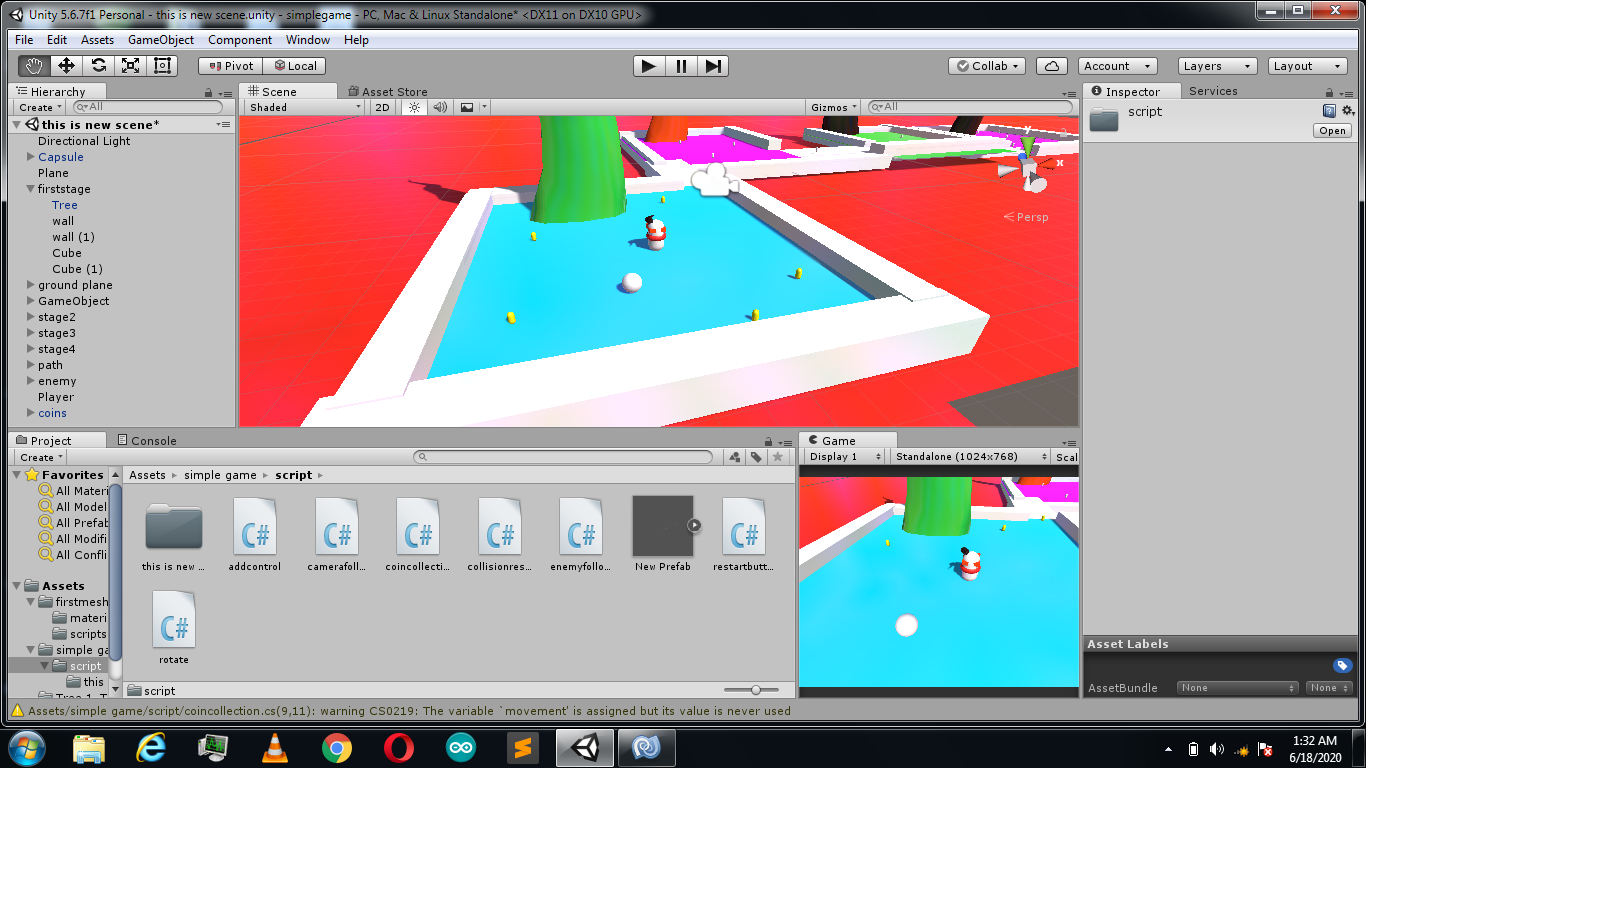 Unity 5.6.7f1 Personal - this is new scene.unity - simplegame - PC, Mac & Linux Standalone* <DX11 on DX10 GPU>
File Edit Assets GameObject Component Window Help
Pivot Local Collab Account Layers Layout
Hierarchy
Create All
this is new scene*
Directional Light
Capsule
Plane
firststage
Tree
wall
wall (1)
Cube
Cube (1)
ground plane
GameObject
stage2
stage3
stage4
path
enemy
Player
coins
Scene Asset Store
Shaded 2D Gizmos All
y
x
Persp
Inspector Services
script
Open
Project Console
Create
Favorites
All Materi
All Model
All Prefab
All Modifi
All Confli
Assets
firstmesh
materi
scripts
simple ga
script
this
Assets simple game script
this is new ...
addcontrol
camerafoll...
coincollecti...
collisionres...
enemyfollo...
New Prefab
restartbutt...
C#
C#
C#
C#
C#
C#
C#
rotate
script
Game
Display 1 Standalone (1024x768) Scal
Asset Labels
AssetBundle None None
Assets/simple game/script/coincollection.cs(9,11): warning CS0219: The variable `movement' is assigned but its value is never used
1:32 AM
6/18/2020